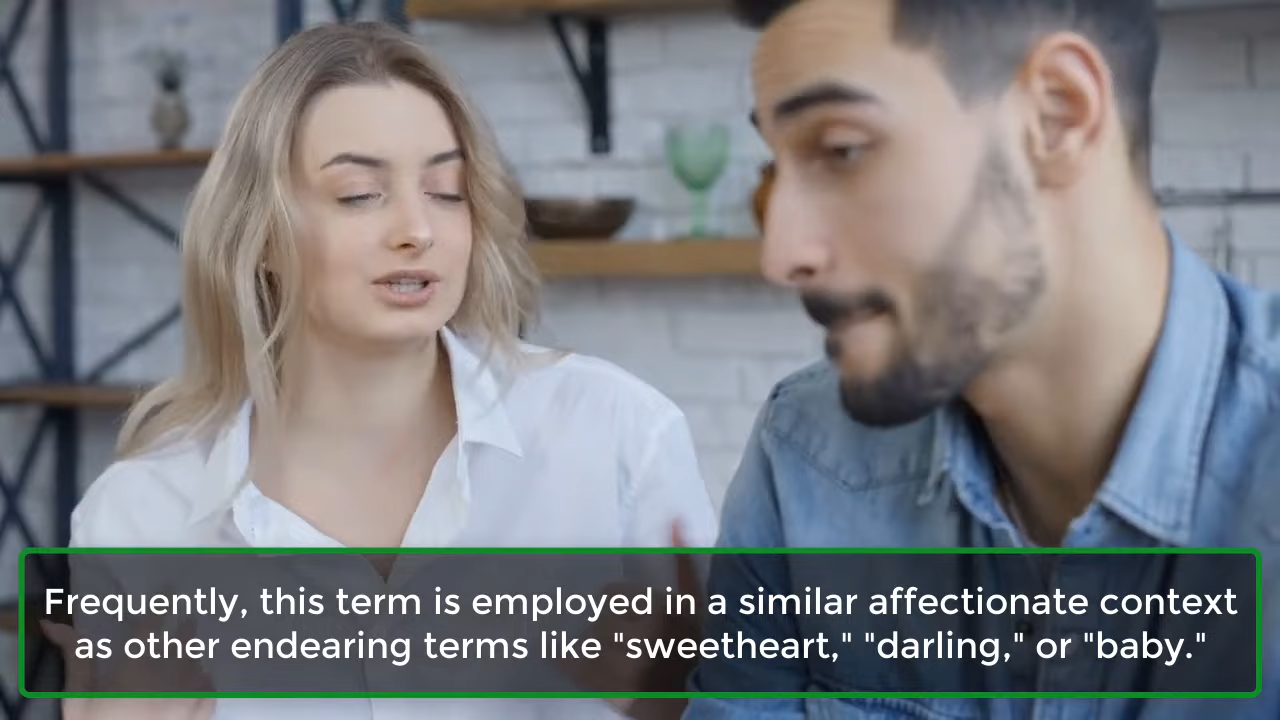 Frequently, this term is employed in a similar affectionate context
as other endearing terms like "sweetheart," "darling," or "baby."